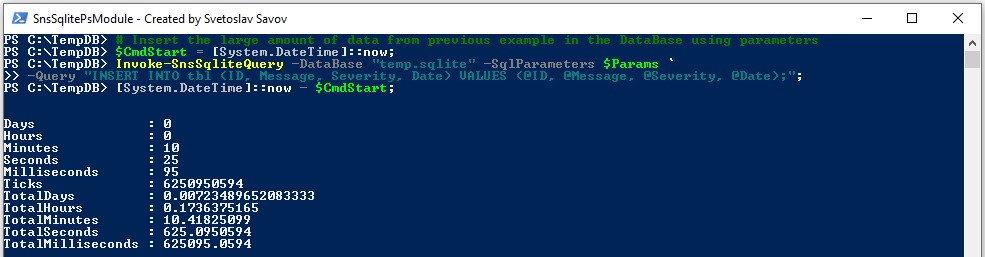 SnsSqlitePsModule - Created by Svetoslav Savov
PS C:\TempDB> # Insert the large amount of data from previous example in the DataBase using parameters
PS C:\TempDB> $CmdStart = [System.DateTime]::now;
PS C:\TempDB> Invoke-SnsSqliteQuery -DataBase "temp.sqlite" -SqlParameters $Params `
>> -Query "INSERT INTO tbl (ID, Message, Severity, Date) VALUES (@ID, @Message, @Severity, @Date);";
PS C:\TempDB> [System.DateTime]::now - $CmdStart;
Days : 0
Hours : 0
Minutes : 10
Seconds : 25
Milliseconds : 95
Ticks : 6250950594
TotalDays : 0.00723489652083333
TotalHours : 0.1736375165
TotalMinutes : 10.41825099
TotalSeconds : 625.0950594
TotalMilliseconds : 625095.0594